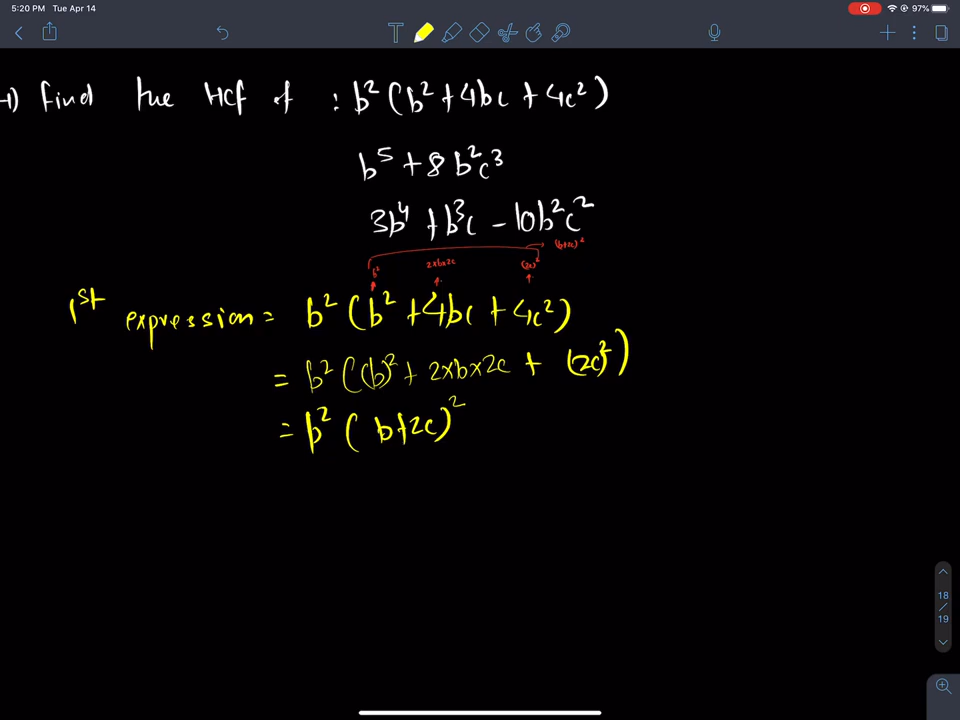 5:20 PM Tue Apr 14
97%
1) Find the HCF of : b² (b² + 4bc + 4c²)
b⁵ + 8b²c³
3b⁴ + b³c - 10b²c²
(b+2c)²
b² 2×b×2c (2c)²
1st expression = b² (b² + 4bc + 4c²)
= b² ((b)² + 2×b×2c + (2c)²)
= b² (b+2c)²
18
/
19